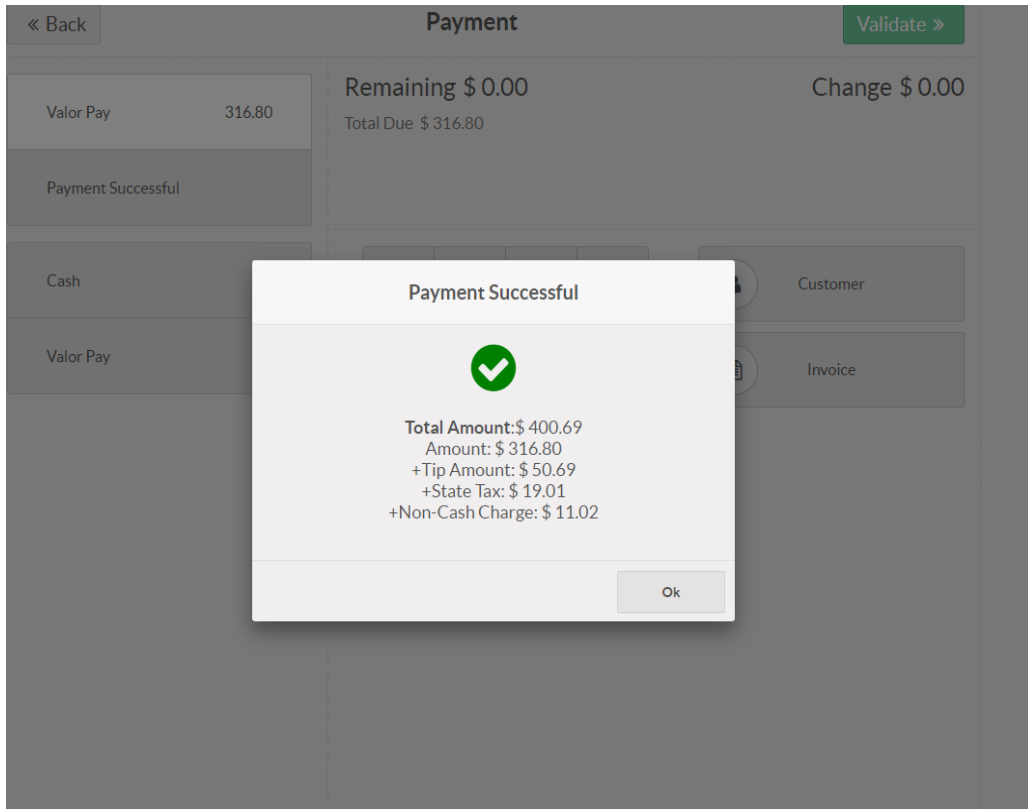 « Back
Payment
Validate »
Valor Pay 316.80
Payment Successful
Remaining $ 0.00
Change $ 0.00
Total Due $ 316.80
Cash
Valor Pay
Customer
Invoice
Payment Successful
Total Amount:$ 400.69
Amount: $ 316.80
+Tip Amount: $ 50.69
+State Tax: $ 19.01
+Non-Cash Charge: $ 11.02
Ok